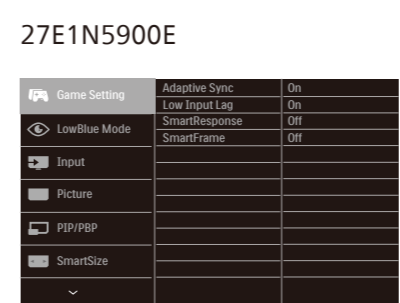 27E1N5900E
Game Setting
Adaptive Sync On
Low Input Lag On
SmartResponse Off
SmartFrame Off
LowBlue Mode
Input
Picture
PIP/PBP
SmartSize